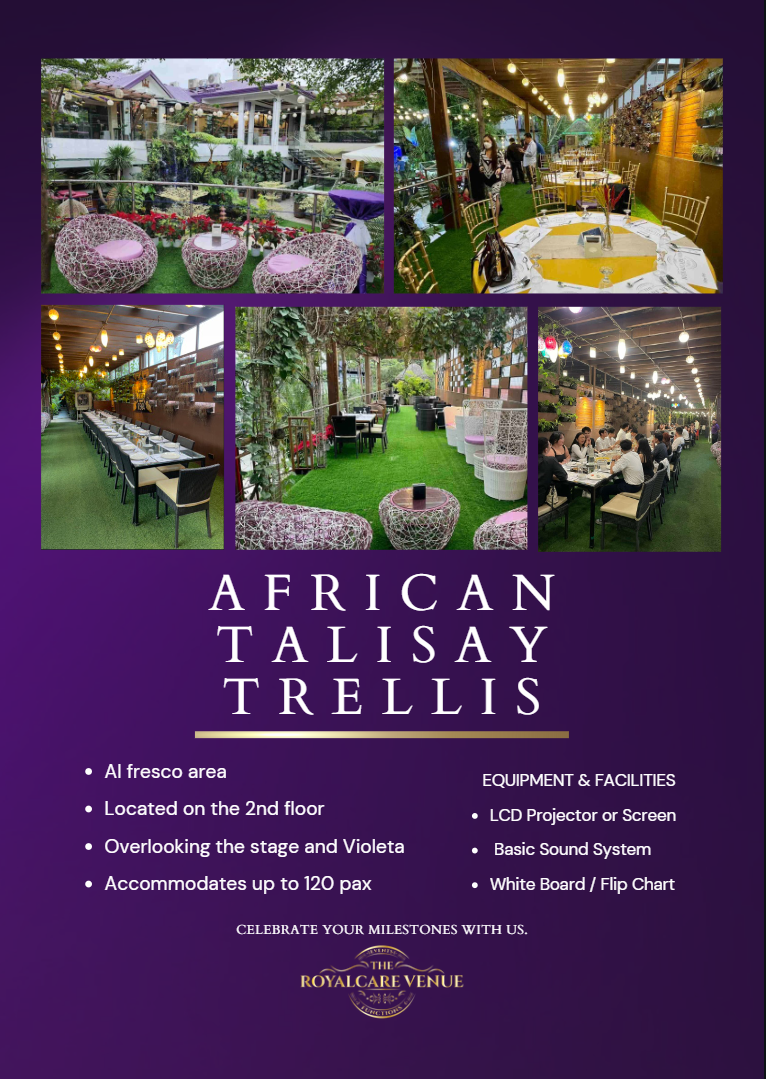 AFRICAN
TALISAY
TRELLIS
• Al fresco area
• Located on the 2nd floor
• Overlooking the stage and Violeta
• Accommodates up to 120 pax
EQUIPMENT & FACILITIES
• LCD Projector or Screen
• Basic Sound System
• White Board / Flip Chart
CELEBRATE YOUR MILESTONES WITH US.
EVENTS
THE
ROYALCARE VENUE
FUNCTIONS